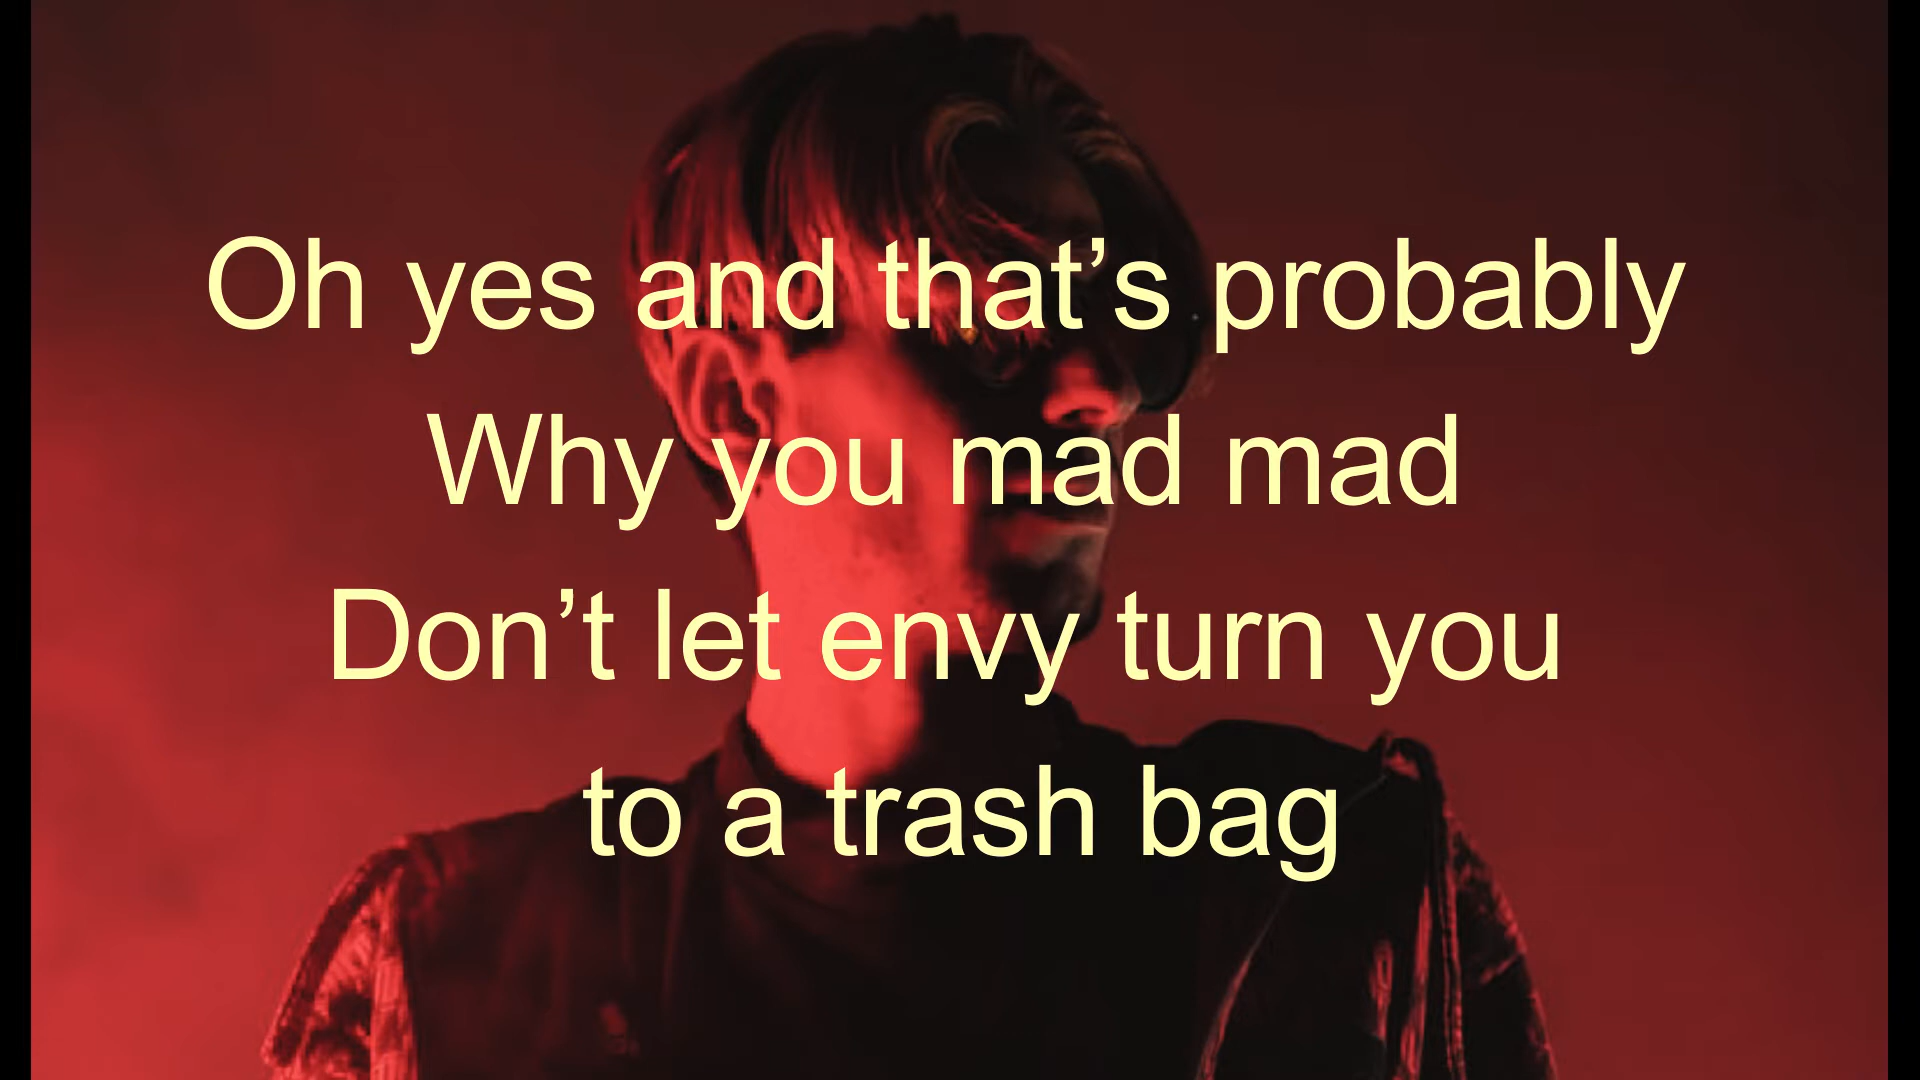 Oh yes and that’s probably
Why you mad mad
Don’t let envy turn you
to a trash bag